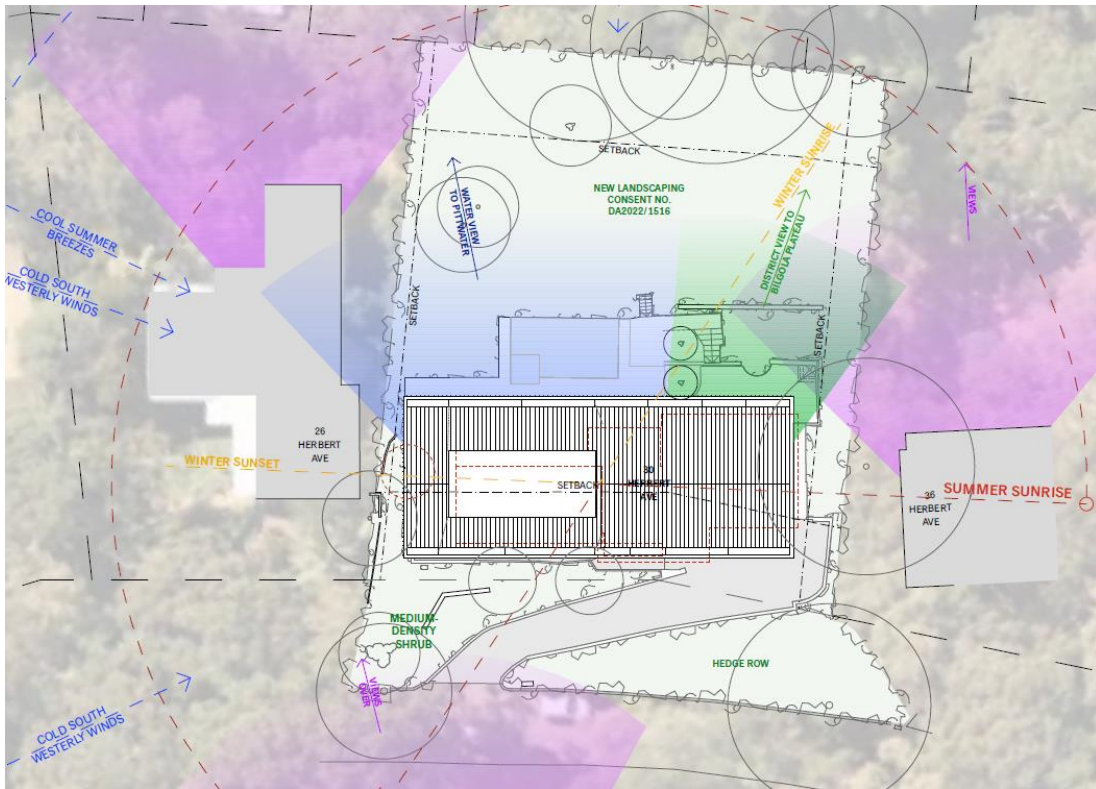 SETBACK
WINTER SUNRISE
NEW LANDSCAPING
CONSENT NO.
DA2022/1516
WATER VIEW
TO PITTWATER
VIEWS
COOL SUMMER
BREEZES
DISTRICT VIEW TO
BILGOLA PLATEAU
COLD SOUTH
WESTERLY WINDS
SETBACK
SETBACK
26
HERBERT
AVE
WINTER SUNSET
30
HERBERT
AVE
SETBACK
SUMMER SUNRISE
36
HERBERT
AVE
MEDIUM-
DENSITY
SHRUB
HEDGE ROW
VIEWS
OVER
COLD SOUTH
WESTERLY WINDS